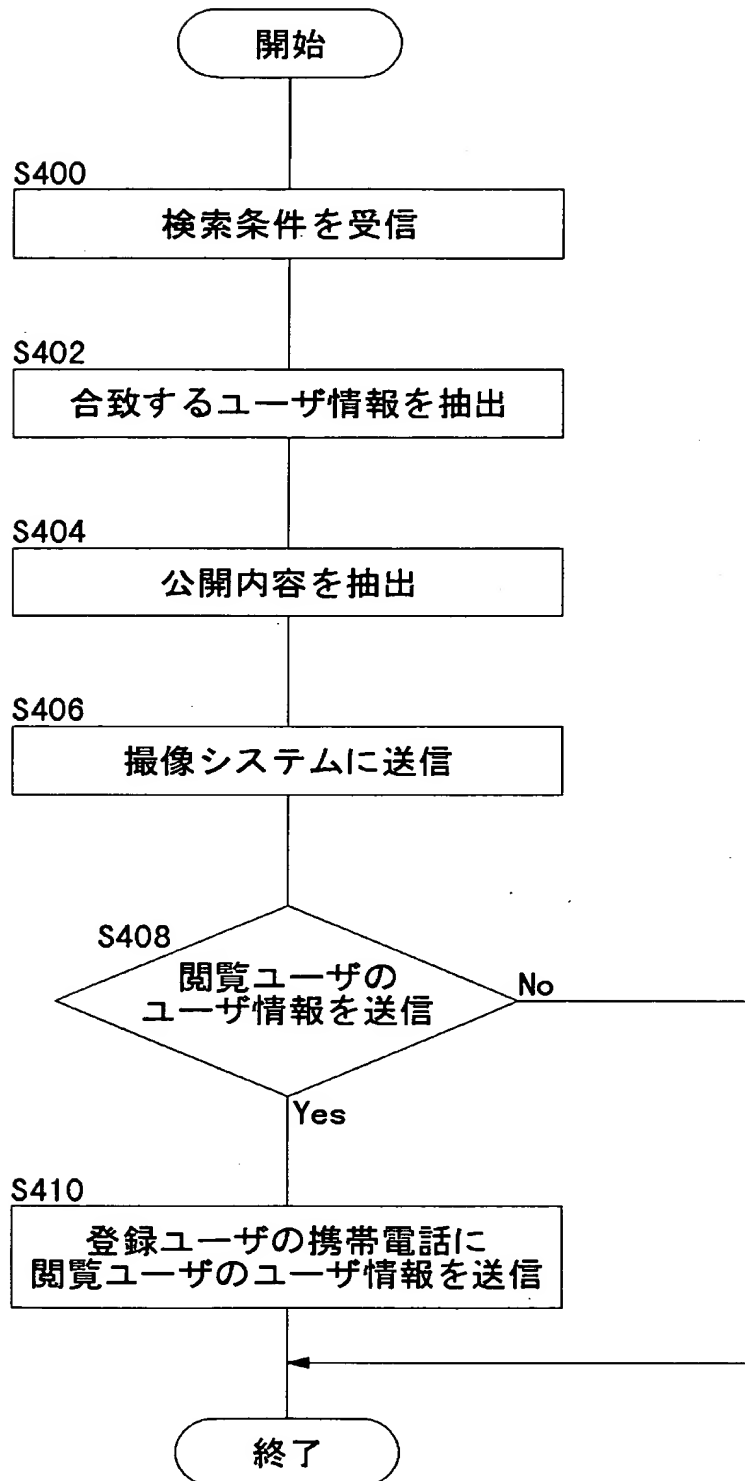 開始
S400
検索条件を受信
S402
合致するユーザ情報を抽出
S404
公開内容を抽出
S406
撮像システムに送信
S408
閲覧ユーザの
ユーザ情報を送信
No
Yes
S410
登録ユーザの携帯電話に
閲覧ユーザのユーザ情報を送信
終了